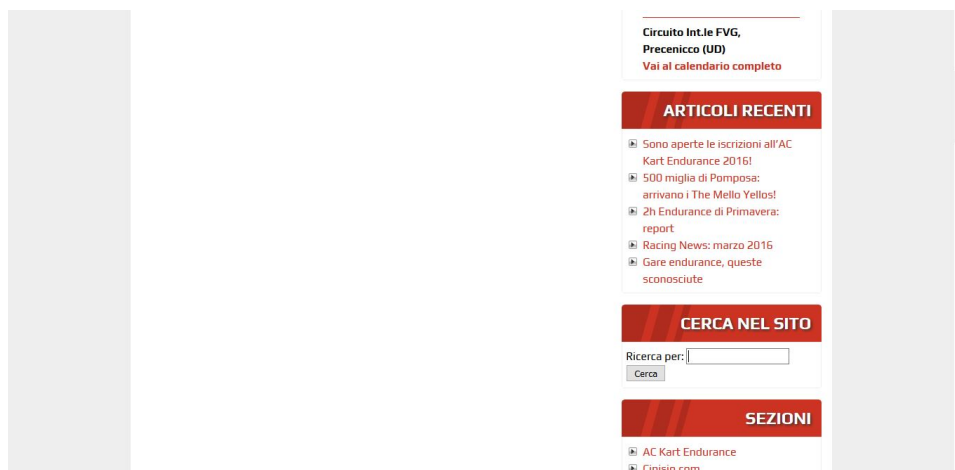 Circuito Int.le FVG,
Precenicco (UD)
Vai al calendario completo
ARTICOLI RECENTI
Sono aperte le iscrizioni all'AC
Kart Endurance 2016!
500 miglia di Pomposa:
arrivano i The Mello Yellos!
2h Endurance di Primavera:
report
Racing News: marzo 2016
Gare endurance, queste
sconosciute
CERCA NEL SITO
Ricerca per:
Cerca
SEZIONI
AC Kart Endurance